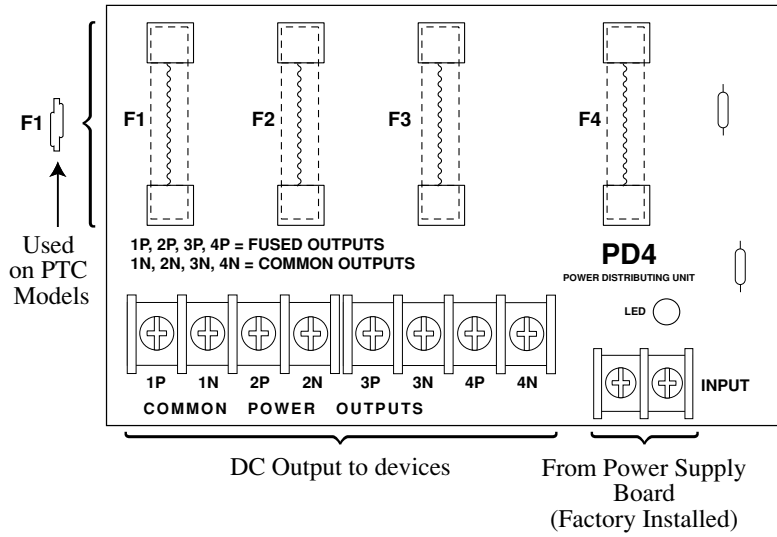 F1
F1
F2
F3
F4
Used
on PTC
Models
1P, 2P, 3P, 4P = FUSED OUTPUTS
1N, 2N, 3N, 4N = COMMON OUTPUTS
PD4
POWER DISTRIBUTING UNIT
LED
1P 1N 2P 2N 3P 3N 4P 4N
INPUT
COMMON POWER OUTPUTS
DC Output to devices
From Power Supply
Board
(Factory Installed)